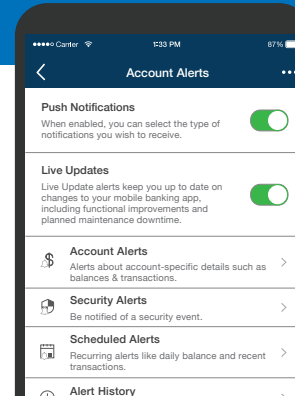 Carrier 1:33 PM 87%
Account Alerts
Push Notifications
When enabled, you can select the type of
notifications you wish to receive.
Live Updates
Live Update alerts keep you up to date on
changes to your mobile banking app,
including functional improvements and
planned maintenance downtime.
Account Alerts
Alerts about account-specific details such as
balances & transactions.
Security Alerts
Be notified of a security event.
Scheduled Alerts
Recurring alerts like daily balance and recent
transactions.
Alert History